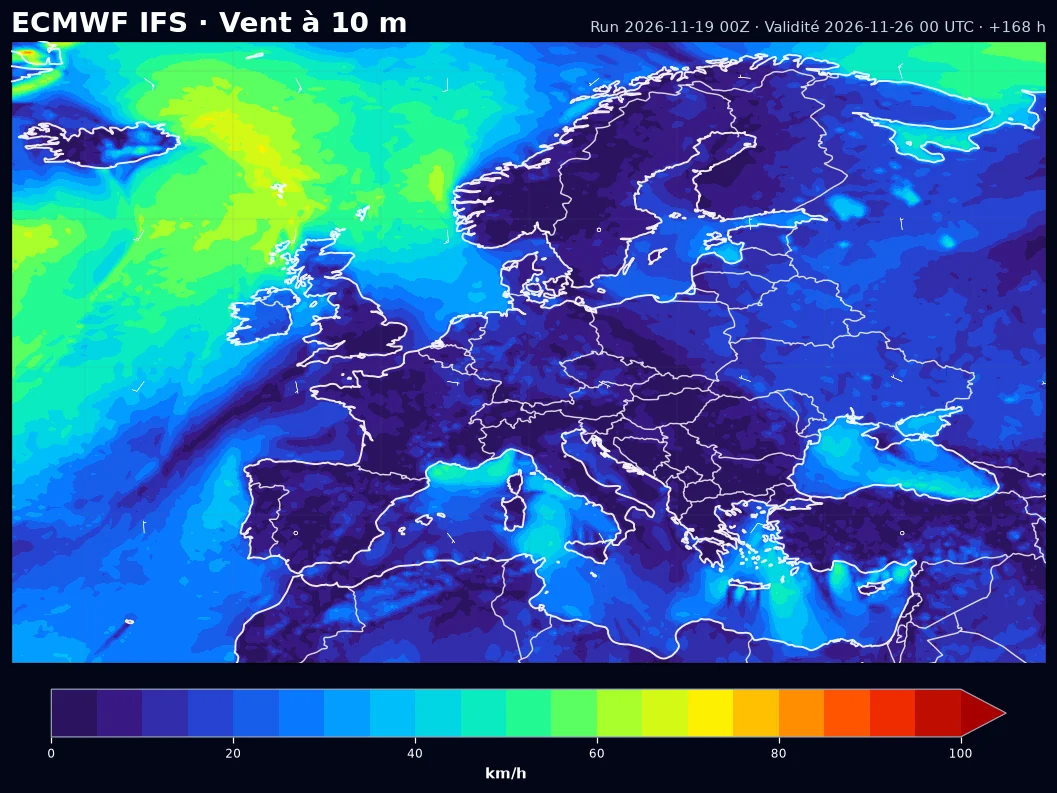 ECMWF IFS · Vent à 10 m
Run 2026-11-19 00Z · Validité 2026-11-26 00 UTC · +168 h
0 20 40 60 80 100
km/h